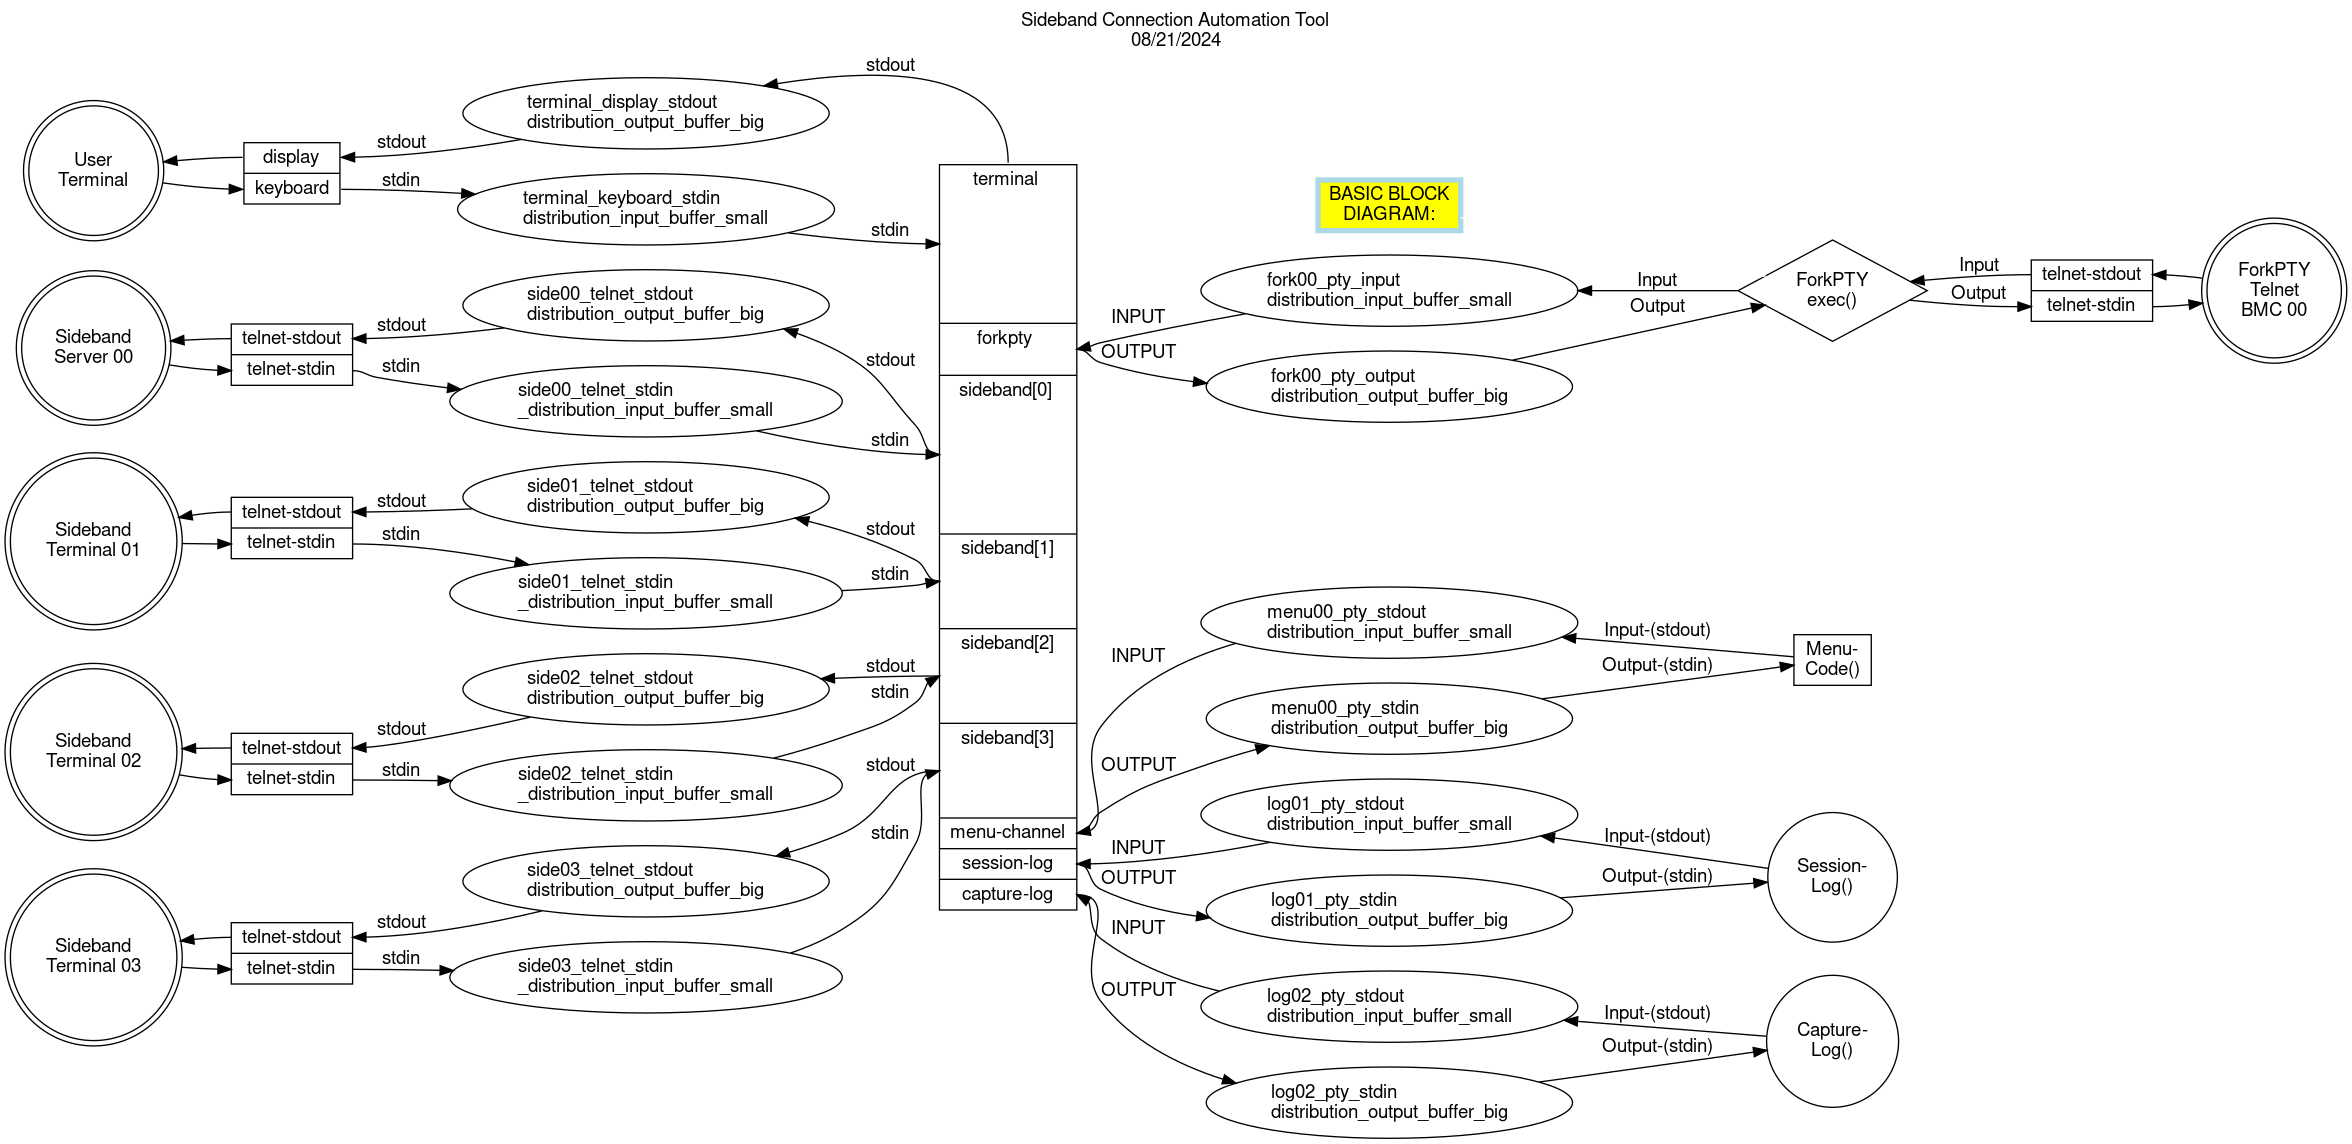 Sideband Connection Automation Tool
08/21/2024
User
Terminal
display
keyboard
stdout
stdin
terminal_display_stdout
distribution_output_buffer_big
terminal_keyboard_stdin
distribution_input_buffer_small
stdout
stdin
Sideband
Server 00
telnet-stdout
telnet-stdin
stdout
stdin
side00_telnet_stdout
distribution_output_buffer_big
side00_telnet_stdin
_distribution_input_buffer_small
stdout
stdin
Sideband
Terminal 01
telnet-stdout
telnet-stdin
stdout
stdin
side01_telnet_stdout
distribution_output_buffer_big
side01_telnet_stdin
_distribution_input_buffer_small
stdout
stdin
Sideband
Terminal 02
telnet-stdout
telnet-stdin
stdout
stdin
side02_telnet_stdout
distribution_output_buffer_big
side02_telnet_stdin
_distribution_input_buffer_small
stdout
stdin
Sideband
Terminal 03
telnet-stdout
telnet-stdin
stdout
stdin
side03_telnet_stdout
distribution_output_buffer_big
side03_telnet_stdin
_distribution_input_buffer_small
stdout
stdin
terminal
forkpty
sideband[0]
sideband[1]
sideband[2]
sideband[3]
menu-channel
session-log
capture-log
BASIC BLOCK
DIAGRAM:
INPUT
OUTPUT
fork00_pty_input
distribution_input_buffer_small
fork00_pty_output
distribution_output_buffer_big
Input
Output
ForkPTY
exec()
Input
Output
telnet-stdout
telnet-stdin
ForkPTY
Telnet
BMC 00
INPUT
OUTPUT
menu00_pty_stdout
distribution_input_buffer_small
menu00_pty_stdin
distribution_output_buffer_big
Input-(stdout)
Output-(stdin)
Menu-
Code()
INPUT
OUTPUT
log01_pty_stdout
distribution_input_buffer_small
log01_pty_stdin
distribution_output_buffer_big
Input-(stdout)
Output-(stdin)
Session-
Log()
INPUT
OUTPUT
log02_pty_stdout
distribution_input_buffer_small
log02_pty_stdin
distribution_output_buffer_big
Input-(stdout)
Output-(stdin)
Capture-
Log()